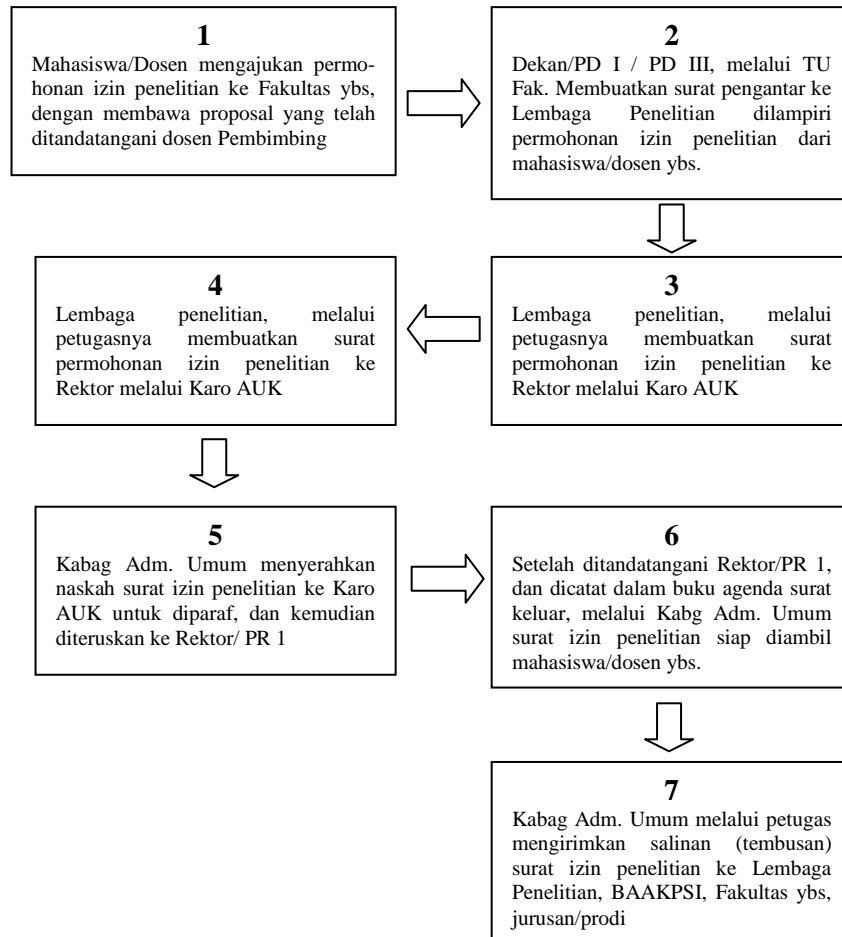 1
Mahasiswa/Dosen mengajukan permo-
honan izin penelitian ke Fakultas ybs,
dengan membawa proposal yang telah
ditandatangani dosen Pembimbing
2
Dekan/PD I / PD III, melalui TU
Fak. Membuatkan surat pengantar ke
Lembaga Penelitian dilampiri
permohonan izin penelitian dari
mahasiswa/dosen ybs.
3
Lembaga penelitian, melalui
petugasnya membuatkan surat
permohonan izin penelitian ke
Rektor melalui Karo AUK
4
Lembaga penelitian, melalui
petugasnya membuatkan surat
permohonan izin penelitian ke
Rektor melalui Karo AUK
5
Kabag Adm. Umum menyerahkan
naskah surat izin penelitian ke Karo
AUK untuk diparaf, dan kemudian
diteruskan ke Rektor/ PR 1
6
Setelah ditandatangani Rektor/PR 1,
dan dicatat dalam buku agenda surat
keluar, melalui Kabg Adm. Umum
surat izin penelitian siap diambil
mahasiswa/dosen ybs.
7
Kabag Adm. Umum melalui petugas
mengirimkan salinan (tembusan)
surat izin penelitian ke Lembaga
Penelitian, BAAKPSI, Fakultas ybs,
jurusan/prodi